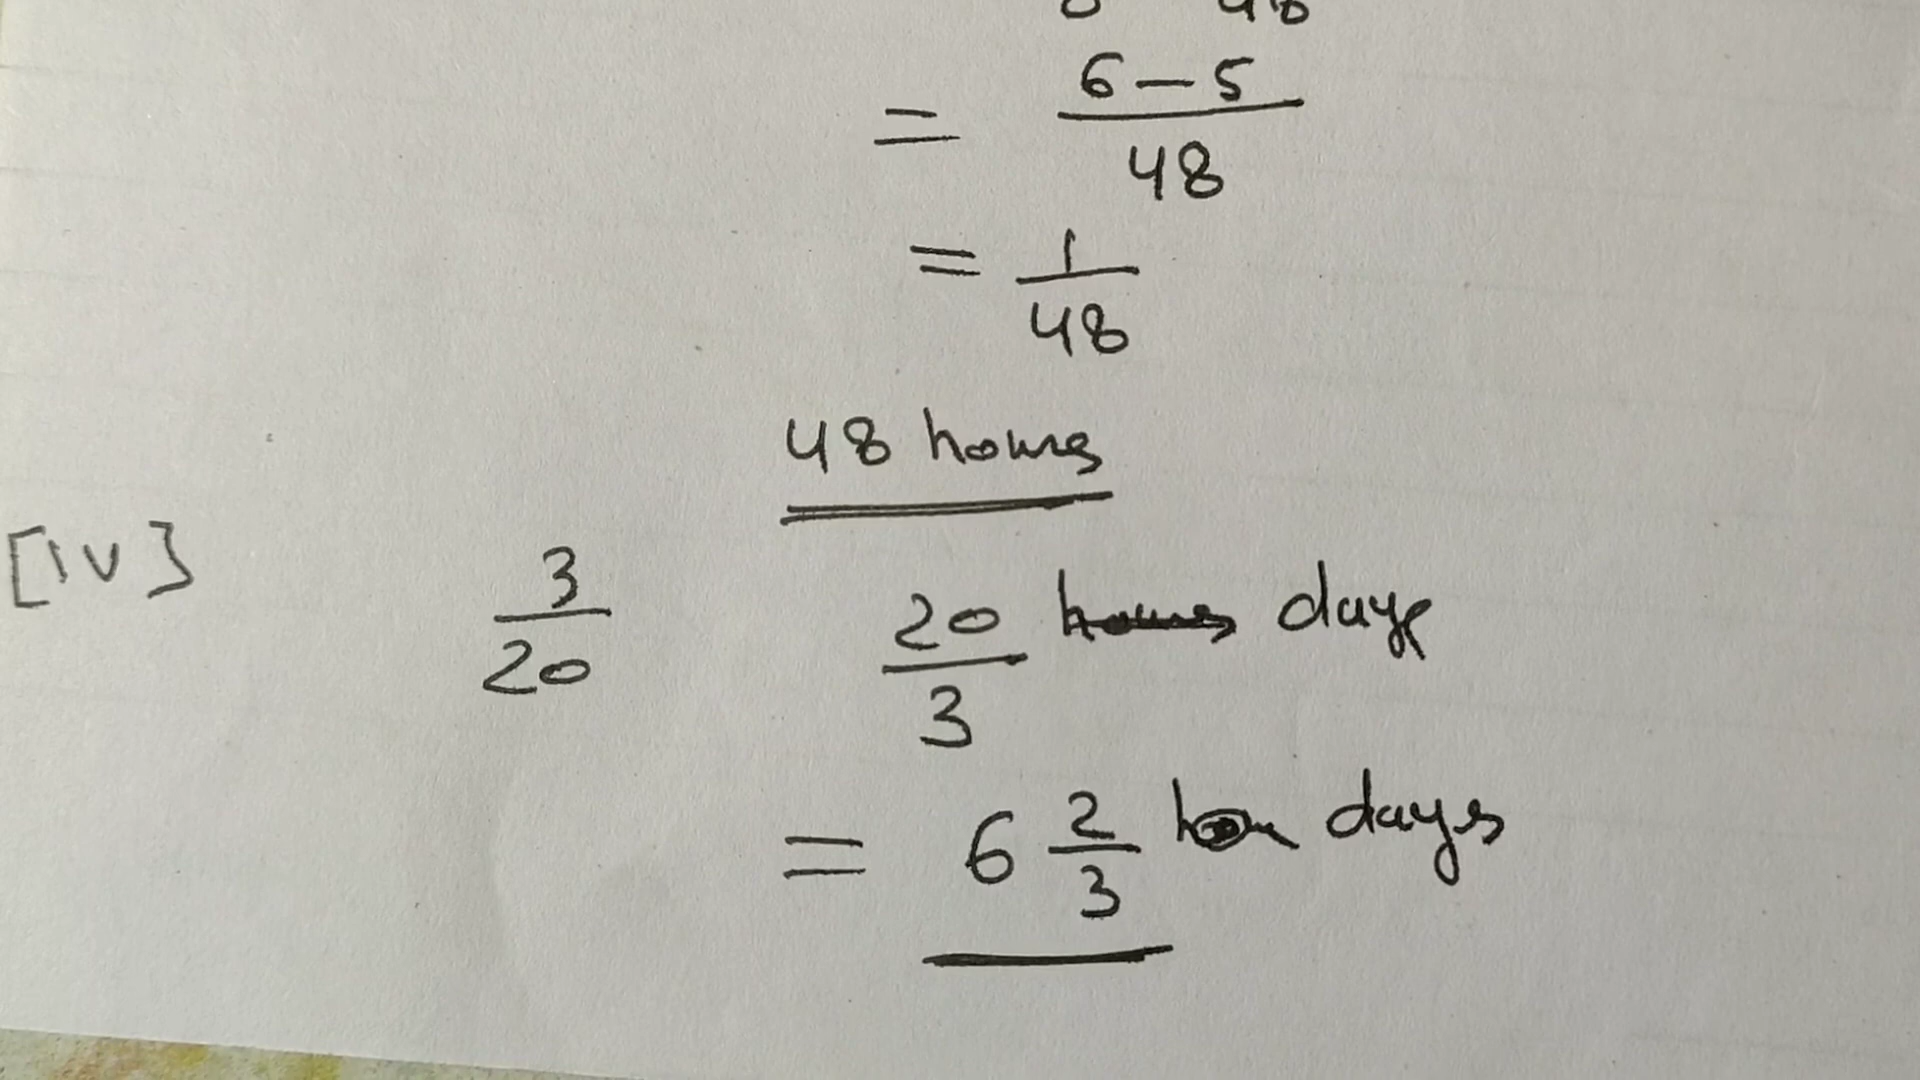 = 6 - 5 / 48
= 1 / 48
48 hours
[iv] 3 / 20 20 / 3 days
= 6 2/3 days